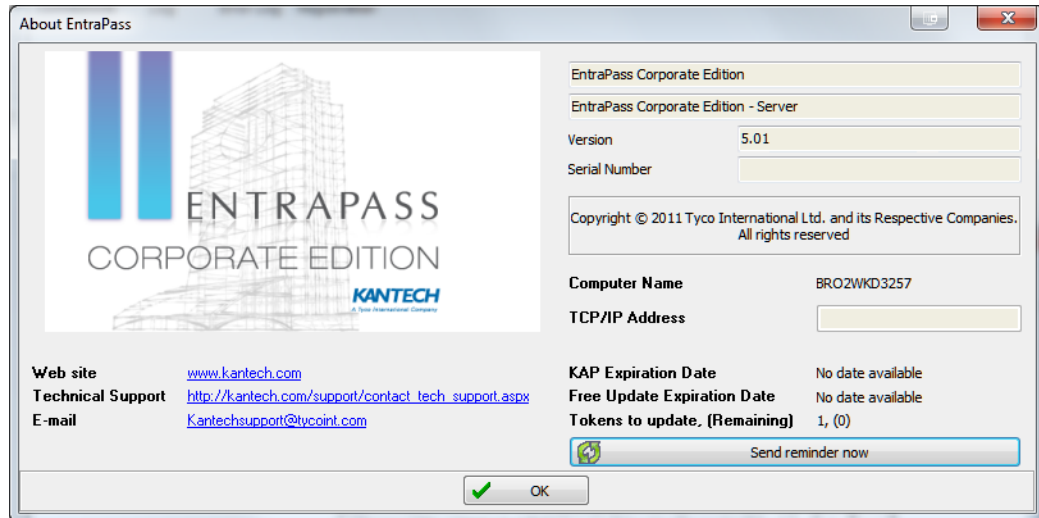 About EntraPass
ENTRAPASS
CORPORATE EDITION
KANTECH
A Tyco International Company
EntraPass Corporate Edition
EntraPass Corporate Edition - Server
Version 5.01
Serial Number
Copyright © 2011 Tyco International Ltd. and its Respective Companies.
All rights reserved
Computer Name BRO2WKD3257
TCP/IP Address
Web site www.kantech.com
Technical Support http://kantech.com/support/contact_tech_support.aspx
E-mail Kantechsupport@tycoint.com
KAP Expiration Date No date available
Free Update Expiration Date No date available
Tokens to update, (Remaining) 1, (0)
Send reminder now
OK